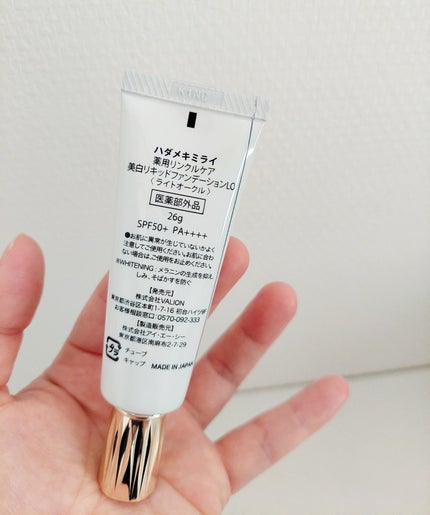 ハダメキミライ
薬用リンクルケア
美白リキッドファンデーションLO
〈ライトオークル〉
医薬部外品
26g
SPF50+ PA++++
●お肌に異常が生じていないかよく
注意してご使用ください。お肌に合わ
ない場合は、ご使用をお止めください。
※WHITENING：メラニンの生成を抑え、
しみ、そばかすを防ぐ
【発売元】
株式会社VALION
東京都渋谷区本町1-7-16 初台ハイツ
お客様相談窓口：0570-092-333
【製造販売元】
株式会社アイ・エー・シー
東京都港区南麻布2-7-29
プラ
チューブ
キャップ
MADE IN JAPAN